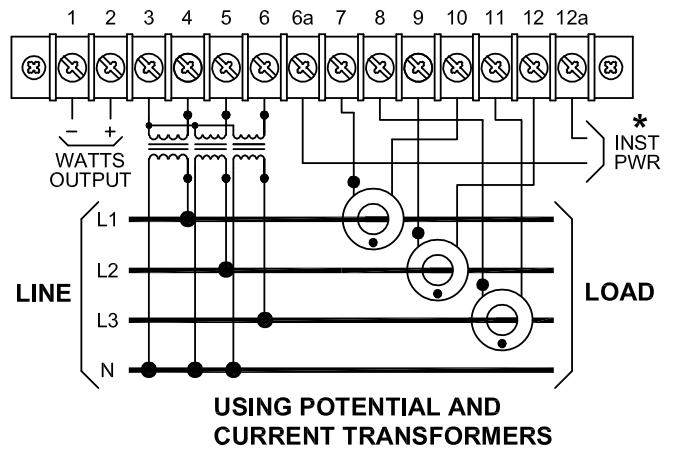 1 2 3 4 5 6 6a 7 8 9 10 11 12 12a
− +
WATTS
OUTPUT
*
INST
PWR
L1
L2
LINE
LOAD
L3
N
USING POTENTIAL AND
CURRENT TRANSFORMERS